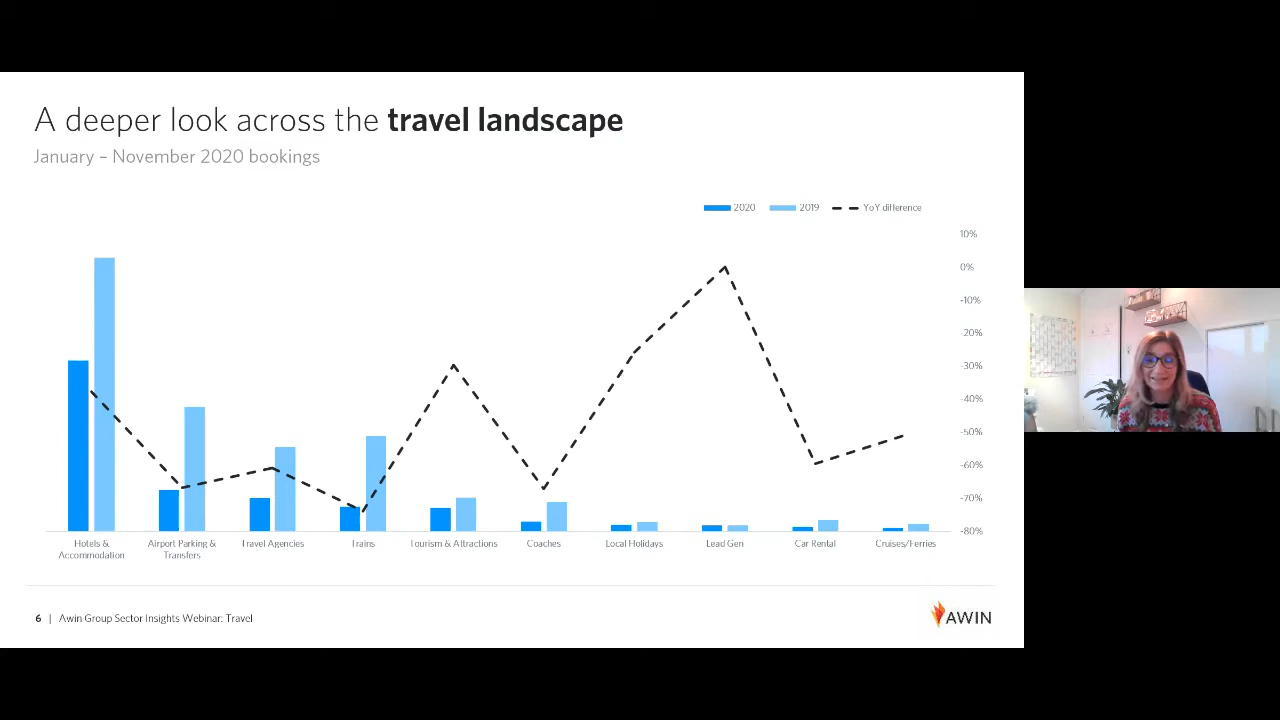 A deeper look across the travel landscape
January – November 2020 bookings
2020 2019 YoY difference
10%
0%
-10%
-20%
-30%
-40%
-50%
-60%
-70%
-80%
Hotels & Accommodation
Airport Parking & Transfers
Travel Agencies
Trains
Tourism & Attractions
Coaches
Local Holidays
Lead Gen
Car Rental
Cruises/Ferries
6 | Awin Group Sector Insights Webinar: Travel
AWIN